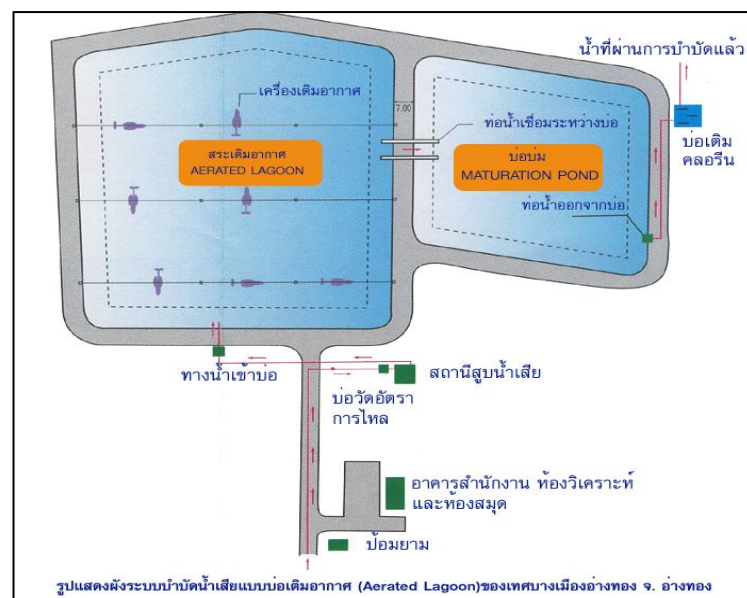 น้ำที่ผ่านการบำบัดแล้ว
เครื่องเติมอากาศ
7.00
ท่อน้ำเชื่อมระหว่างบ่อ
บ่อเติม
คลอรีน
สระเติมอากาศ
AERATED LAGOON
บ่อบ่ม
MATURATION POND
ท่อน้ำออกจากบ่อ
ทางน้ำเข้าบ่อ
สถานีสูบน้ำเสีย
บ่อวัดอัตรา
การไหล
อาคารสำนักงาน ห้องวิเคราะห์
และห้องสมุด
ป้อมยาม
รูปแสดงผังระบบบำบัดน้ำเสียแบบบ่อเติมอากาศ (Aerated Lagoon)ของเทศบางเมืองอ่างทอง จ. อ่างทอง